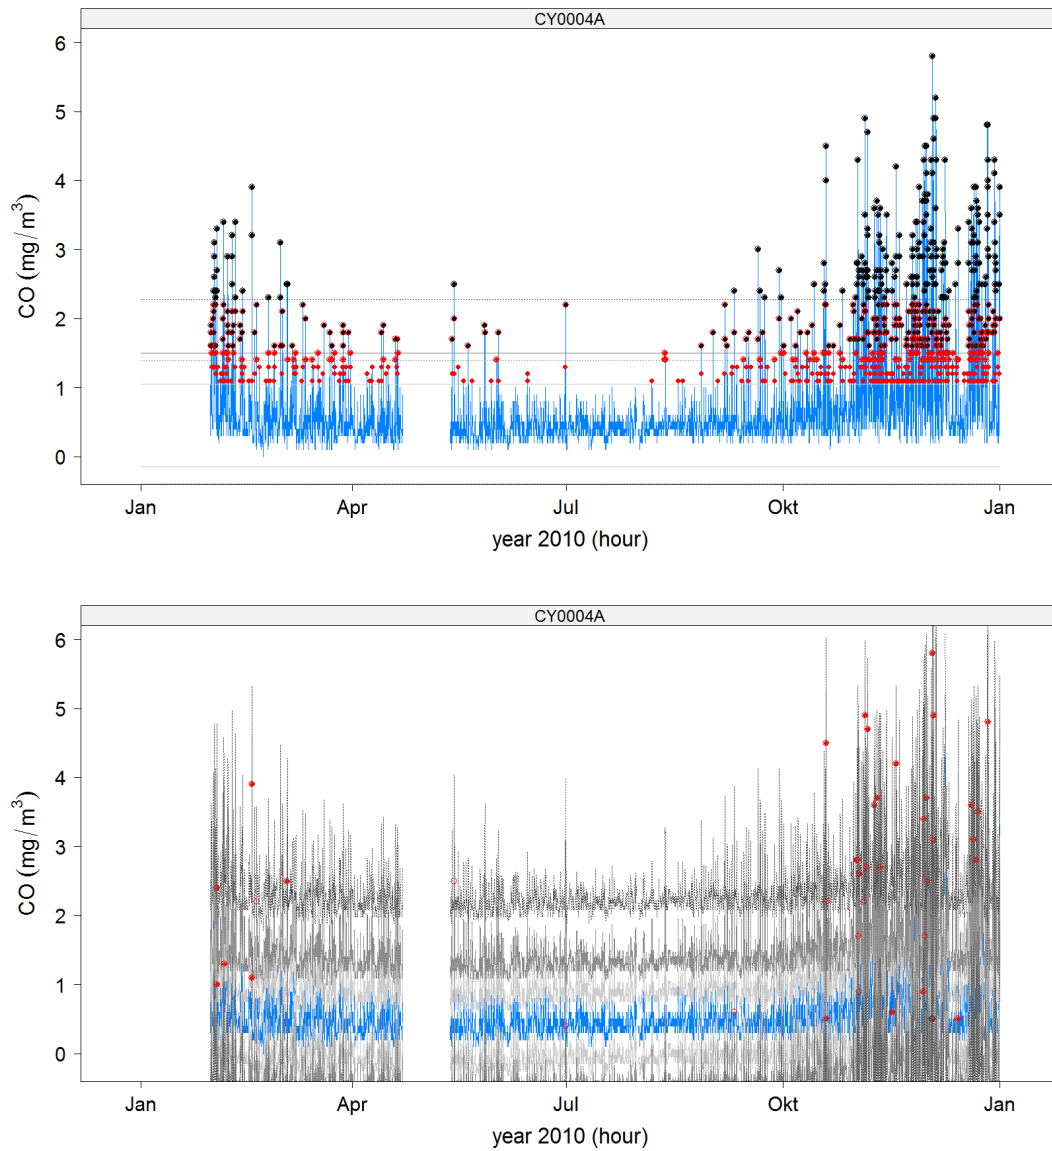 CY0004A
6
5
4
3
2
1
0
CO (mg/m³)
Jan
Apr
Jul
Okt
Jan
year 2010 (hour)
CY0004A
6
5
4
3
2
1
0
CO (mg/m³)
Jan
Apr
Jul
Okt
Jan
year 2010 (hour)